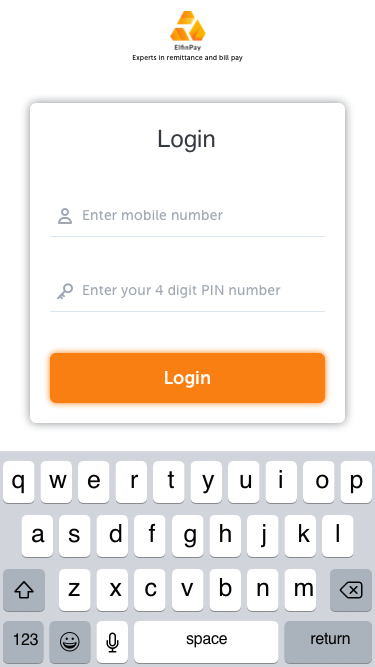 ElfinPay
Experts in remittance and bill pay
Login
Enter mobile number
Enter your 4 digit PIN number
Login
q w e r t y u i o p
a s d f g h j k l
z x c v b n m
123 space return